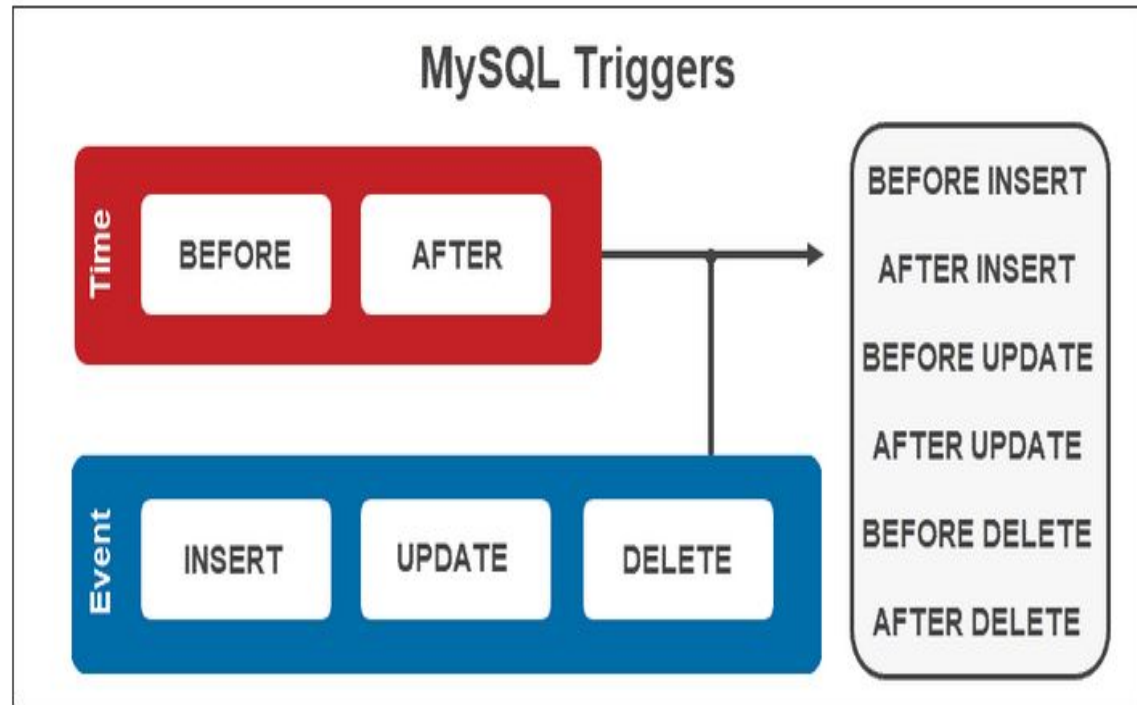 MySQL Triggers
Time
BEFORE
AFTER
Event
INSERT
UPDATE
DELETE
BEFORE INSERT
AFTER INSERT
BEFORE UPDATE
AFTER UPDATE
BEFORE DELETE
AFTER DELETE